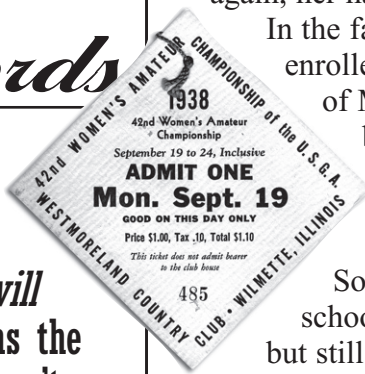 again, her
In the
enrolle
of
rds
42nd WOMEN'S AMATEUR CHAMPIONSHIP of the U.S.G.A.
1938
42nd Women's Amateur
Championship
September 19 to 24, Inclusive
ADMIT ONE
Mon. Sept. 19
GOOD ON THIS DAY ONLY
Price $1.00, Tax .10, Total $1.10
This ticket does not admit bearer
to the club house
485
WESTMORELAND COUNTRY CLUB • WILMETTE, ILLINOIS
will
as the
So
schoo
but still